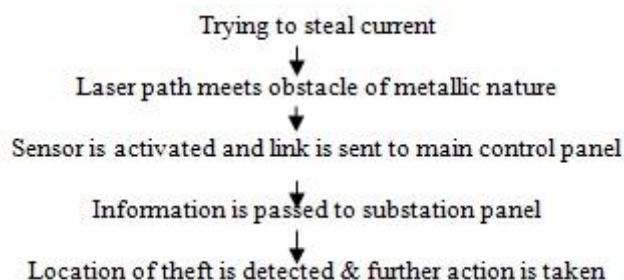 Trying to steal current
Laser path meets obstacle of metallic nature
Sensor is activated and link is sent to main control panel
Information is passed to substation panel
Location of theft is detected & further action is taken